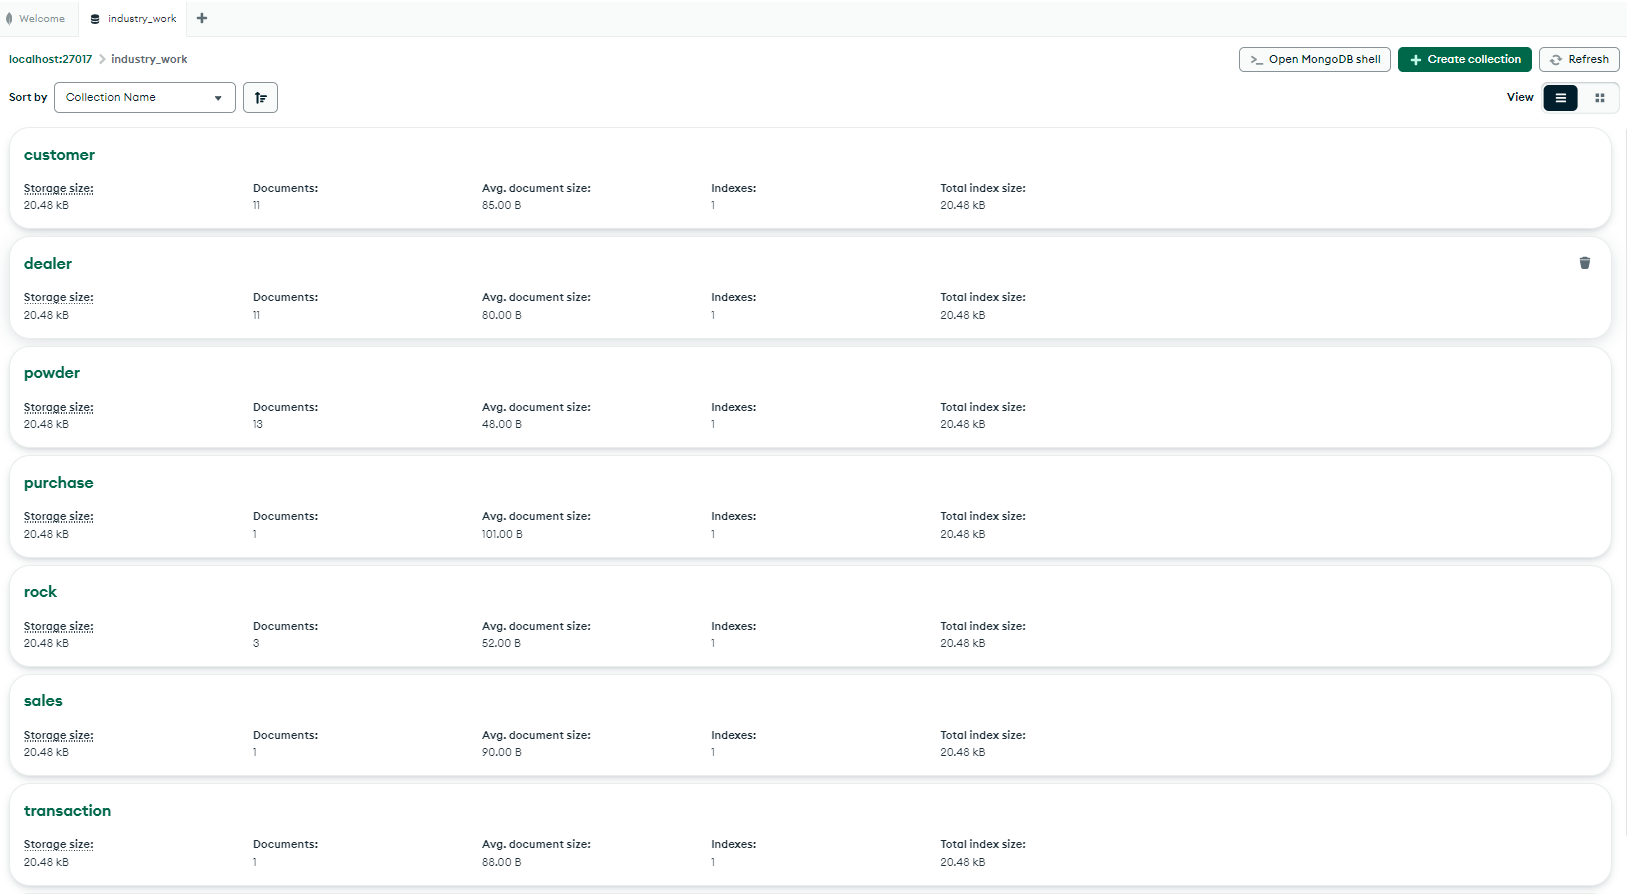 Welcome industry_work
localhost:27017 industry_work Open MongoDB shell Create collection Refresh
Sort by Collection Name View
customer
Storage size: Documents: Avg. document size: Indexes: Total index size:
20.48 kB 11 85.00 B 1 20.48 kB
dealer
Storage size: Documents: Avg. document size: Indexes: Total index size:
20.48 kB 11 80.00 B 1 20.48 kB
powder
Storage size: Documents: Avg. document size: Indexes: Total index size:
20.48 kB 13 48.00 B 1 20.48 kB
purchase
Storage size: Documents: Avg. document size: Indexes: Total index size:
20.48 kB 1 101.00 B 1 20.48 kB
rock
Storage size: Documents: Avg. document size: Indexes: Total index size:
20.48 kB 3 52.00 B 1 20.48 kB
sales
Storage size: Documents: Avg. document size: Indexes: Total index size:
20.48 kB 1 90.00 B 1 20.48 kB
transaction
Storage size: Documents: Avg. document size: Indexes: Total index size:
20.48 kB 1 88.00 B 1 20.48 kB